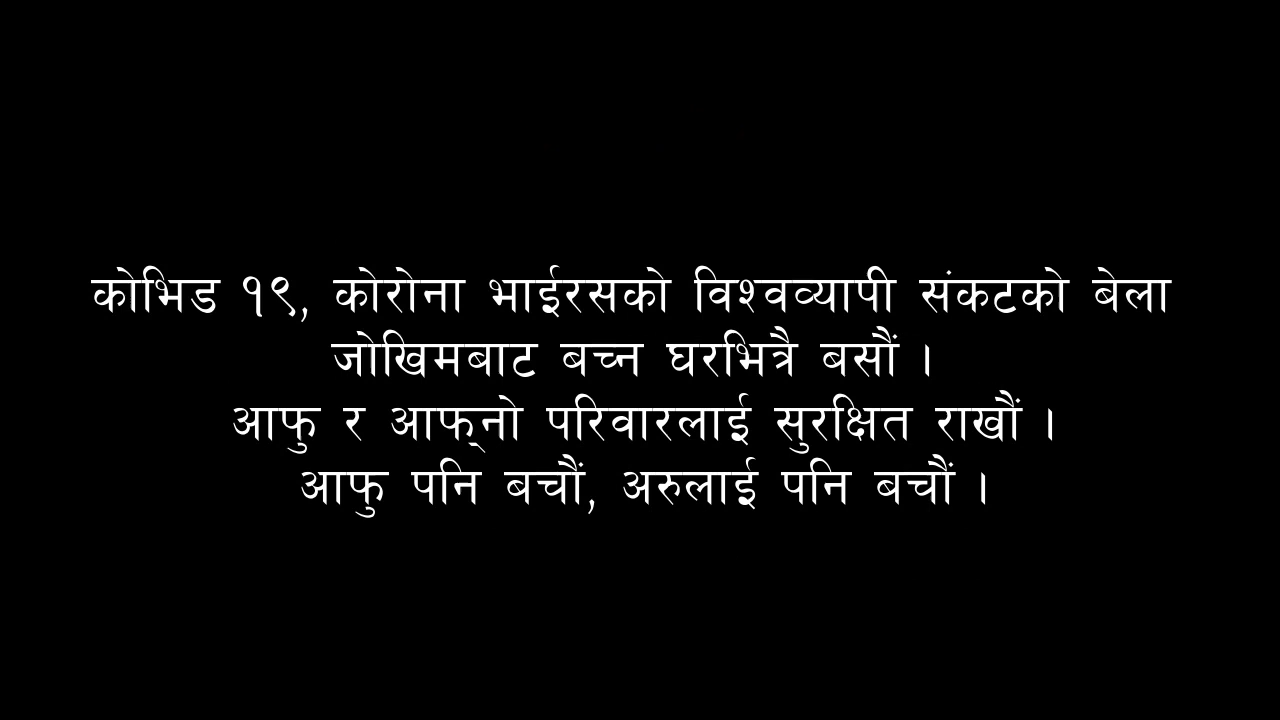 कोभिड १९, कोरोना भाईरसको विश्वव्यापी संकटको बेला
जोखिमबाट बच्न घरभित्रै बसौं ।
आफु र आफ्‌नो परिवारलाई सुरक्षित राखौं ।
आफु पनि बचौं, अरुलाई पनि बचौं ।